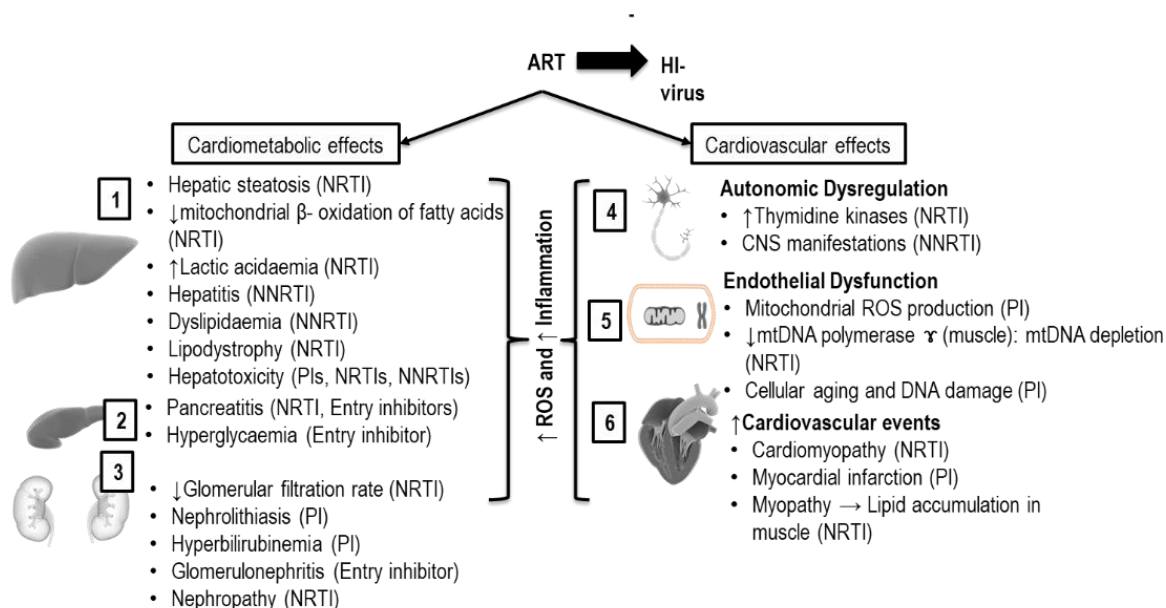 -
ART
HI-
virus
Cardiometabolic effects
1
• Hepatic steatosis (NRTI)
• ↓mitochondrial β- oxidation of fatty acids
(NRTI)
• ↑Lactic acidaemia (NRTI)
• Hepatitis (NNRTI)
• Dyslipidaemia (NNRTI)
• Lipodystrophy (NRTI)
• Hepatotoxicity (PIs, NRTIs, NNRTIs)
2
• Pancreatitis (NRTI, Entry inhibitors)
• Hyperglycaemia (Entry inhibitor)
3
• ↓Glomerular filtration rate (NRTI)
• Nephrolithiasis (PI)
• Hyperbilirubinemia (PI)
• Glomerulonephritis (Entry inhibitor)
• Nephropathy (NRTI)
↑ ROS and ↑ Inflammation
Cardiovascular effects
4
Autonomic Dysregulation
• ↑Thymidine kinases (NRTI)
• CNS manifestations (NNRTI)
5
Endothelial Dysfunction
• Mitochondrial ROS production (PI)
• ↓mtDNA polymerase ɤ (muscle): mtDNA depletion
(NRTI)
• Cellular aging and DNA damage (PI)
6
↑Cardiovascular events
• Cardiomyopathy (NRTI)
• Myocardial infarction (PI)
• Myopathy → Lipid accumulation in
muscle (NRTI)